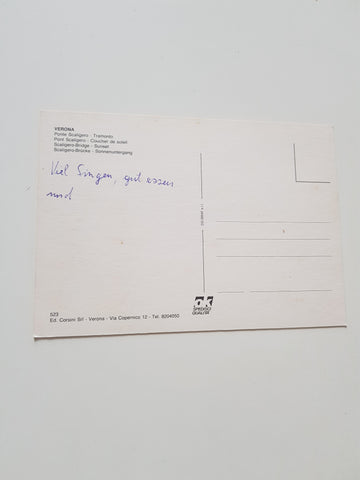 VERONA
Ponte Scaligero - Tramonto
Pont Scaligero - Coucher de soleil
Scaligero-Bridge - Sunset
Scaligero-Brücke - Sonnenuntergang
Viel Singen, gut essen
und
523
Ed. Corsini Srl - Verona - Via Copernico 12 - Tel. 8204050